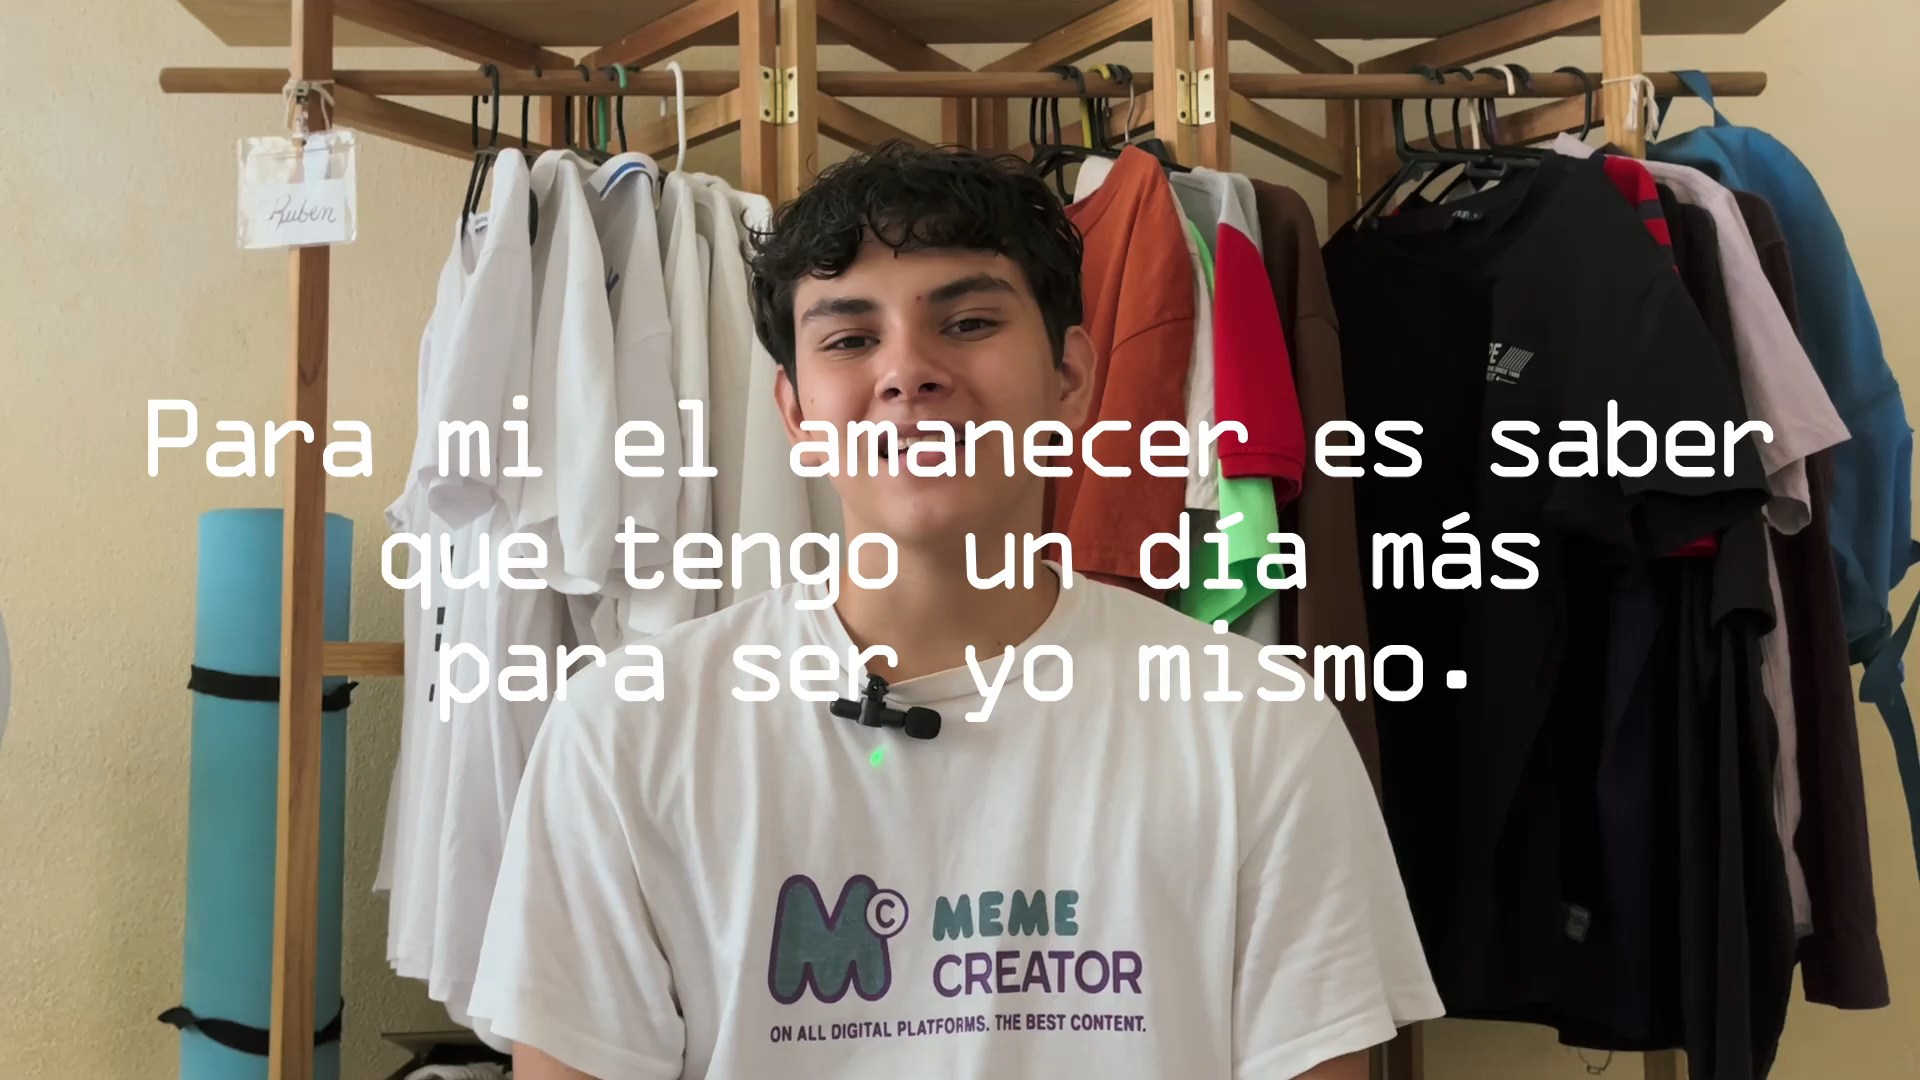 Ruben
Para mi el amanecer es saber
que tengo un día más
para ser yo mismo.
C
MEME
CREATOR
ON ALL DIGITAL PLATFORMS. THE BEST CONTENT.